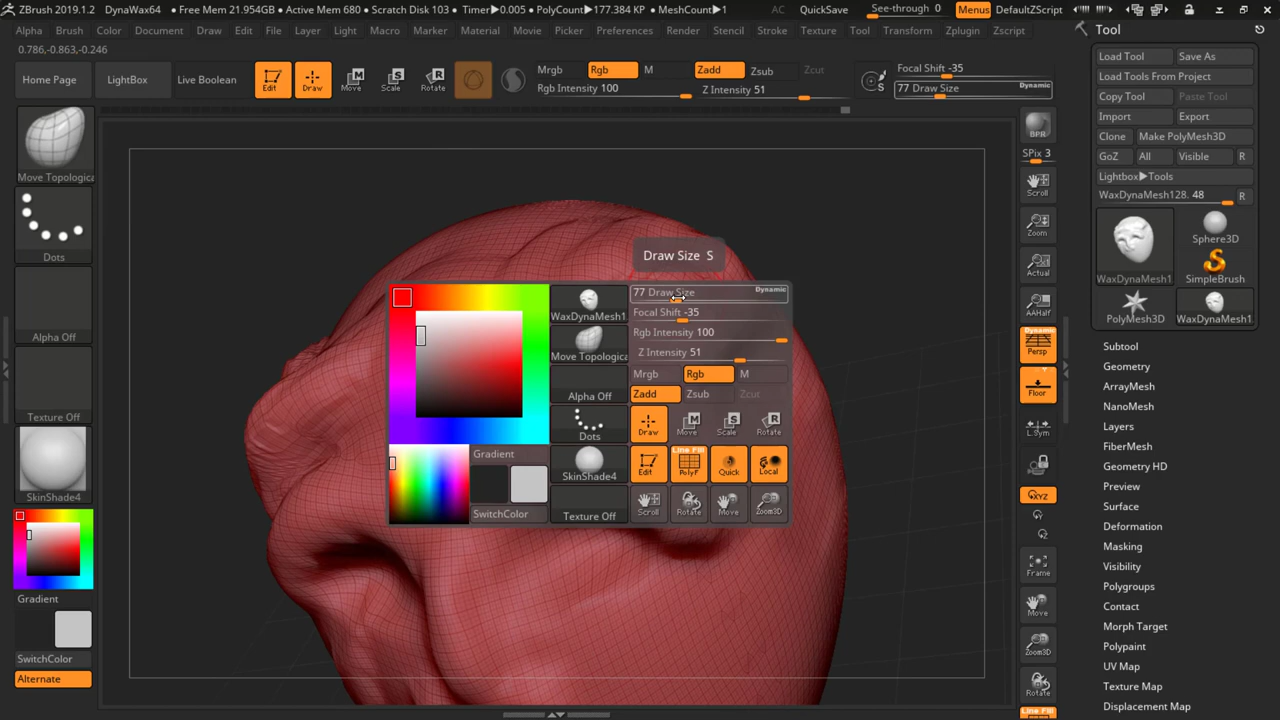 ZBrush 2019.1.2 DynaWax64 • Free Mem 21.954GB • Active Mem 680 • Scratch Disk 103 • Timer▶0.005 • PolyCount▶177.384 KP • MeshCount▶1 AC QuickSave See-through 0 Menus DefaultZScript
Alpha Brush Color Document Draw Edit File Layer Light Macro Marker Material Movie Picker Preferences Render Stencil Stroke Texture Tool Transform Zplugin Zscript
0.786,-0.863,-0.246
Home Page LightBox Live Boolean Edit Draw Move Scale Rotate
Mrgb Rgb M Zadd Zsub Zcut
Rgb Intensity 100 Z Intensity 51
Focal Shift -35
77 Draw Size Dynamic
Move Topologica
Dots
Alpha Off
Texture Off
SkinShade4
Gradient
SwitchColor
Alternate
Draw Size S
WaxDynaMesh1
Move Topologica
Alpha Off
Dots
SkinShade4
Texture Off
Gradient
SwitchColor
77 Draw Size Dynamic
Focal Shift -35
Rgb Intensity 100
Z Intensity 51
Mrgb Rgb M
Zadd Zsub Zcut
Draw Move Scale Rotate
Line Fill
Edit PolyF Quick Local
Scroll Rotate Move Zoom3D
BPR
SPix 3
Scroll
Zoom
Actual
AAHalf
Dynamic
Persp
Floor
L.Sym
XYZ
Frame
Move
Zoom3D
Rotate
Line Fill
Tool
Load Tool Save As
Load Tools From Project
Copy Tool Paste Tool
Import Export
Clone Make PolyMesh3D
GoZ All Visible R
Lightbox▶Tools
WaxDynaMesh128. 48 R
WaxDynaMesh1 Sphere3D
SimpleBrush
PolyMesh3D WaxDynaMesh1
Subtool
Geometry
ArrayMesh
NanoMesh
Layers
FiberMesh
Geometry HD
Preview
Surface
Deformation
Masking
Visibility
Polygroups
Contact
Morph Target
Polypaint
UV Map
Texture Map
Displacement Map